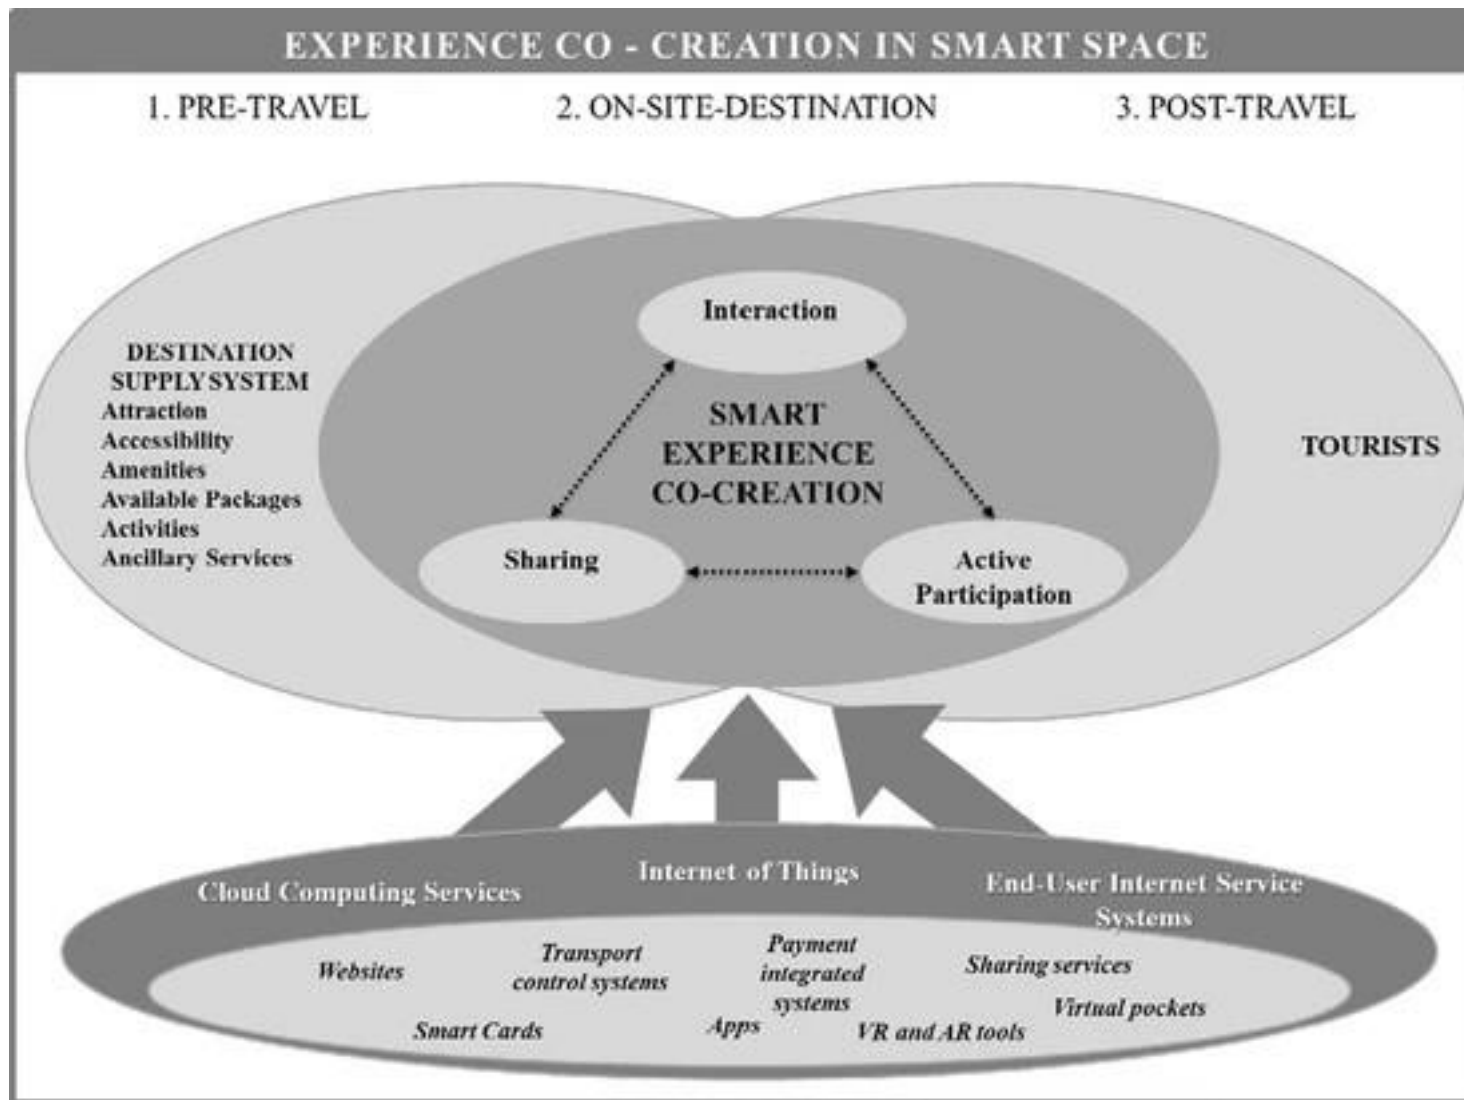 EXPERIENCE CO - CREATION IN SMART SPACE
1. PRE-TRAVEL
2. ON-SITE-DESTINATION
3. POST-TRAVEL
DESTINATION
SUPPLY SYSTEM
Attraction
Accessibility
Amenities
Available Packages
Activities
Ancillary Services
Interaction
SMART
EXPERIENCE
CO-CREATION
Sharing
Active
Participation
TOURISTS
Cloud Computing Services
Internet of Things
End-User Internet Service
Systems
Websites
Transport
control systems
Payment
integrated
systems
Sharing services
Virtual pockets
Smart Cards
Apps
VR and AR tools